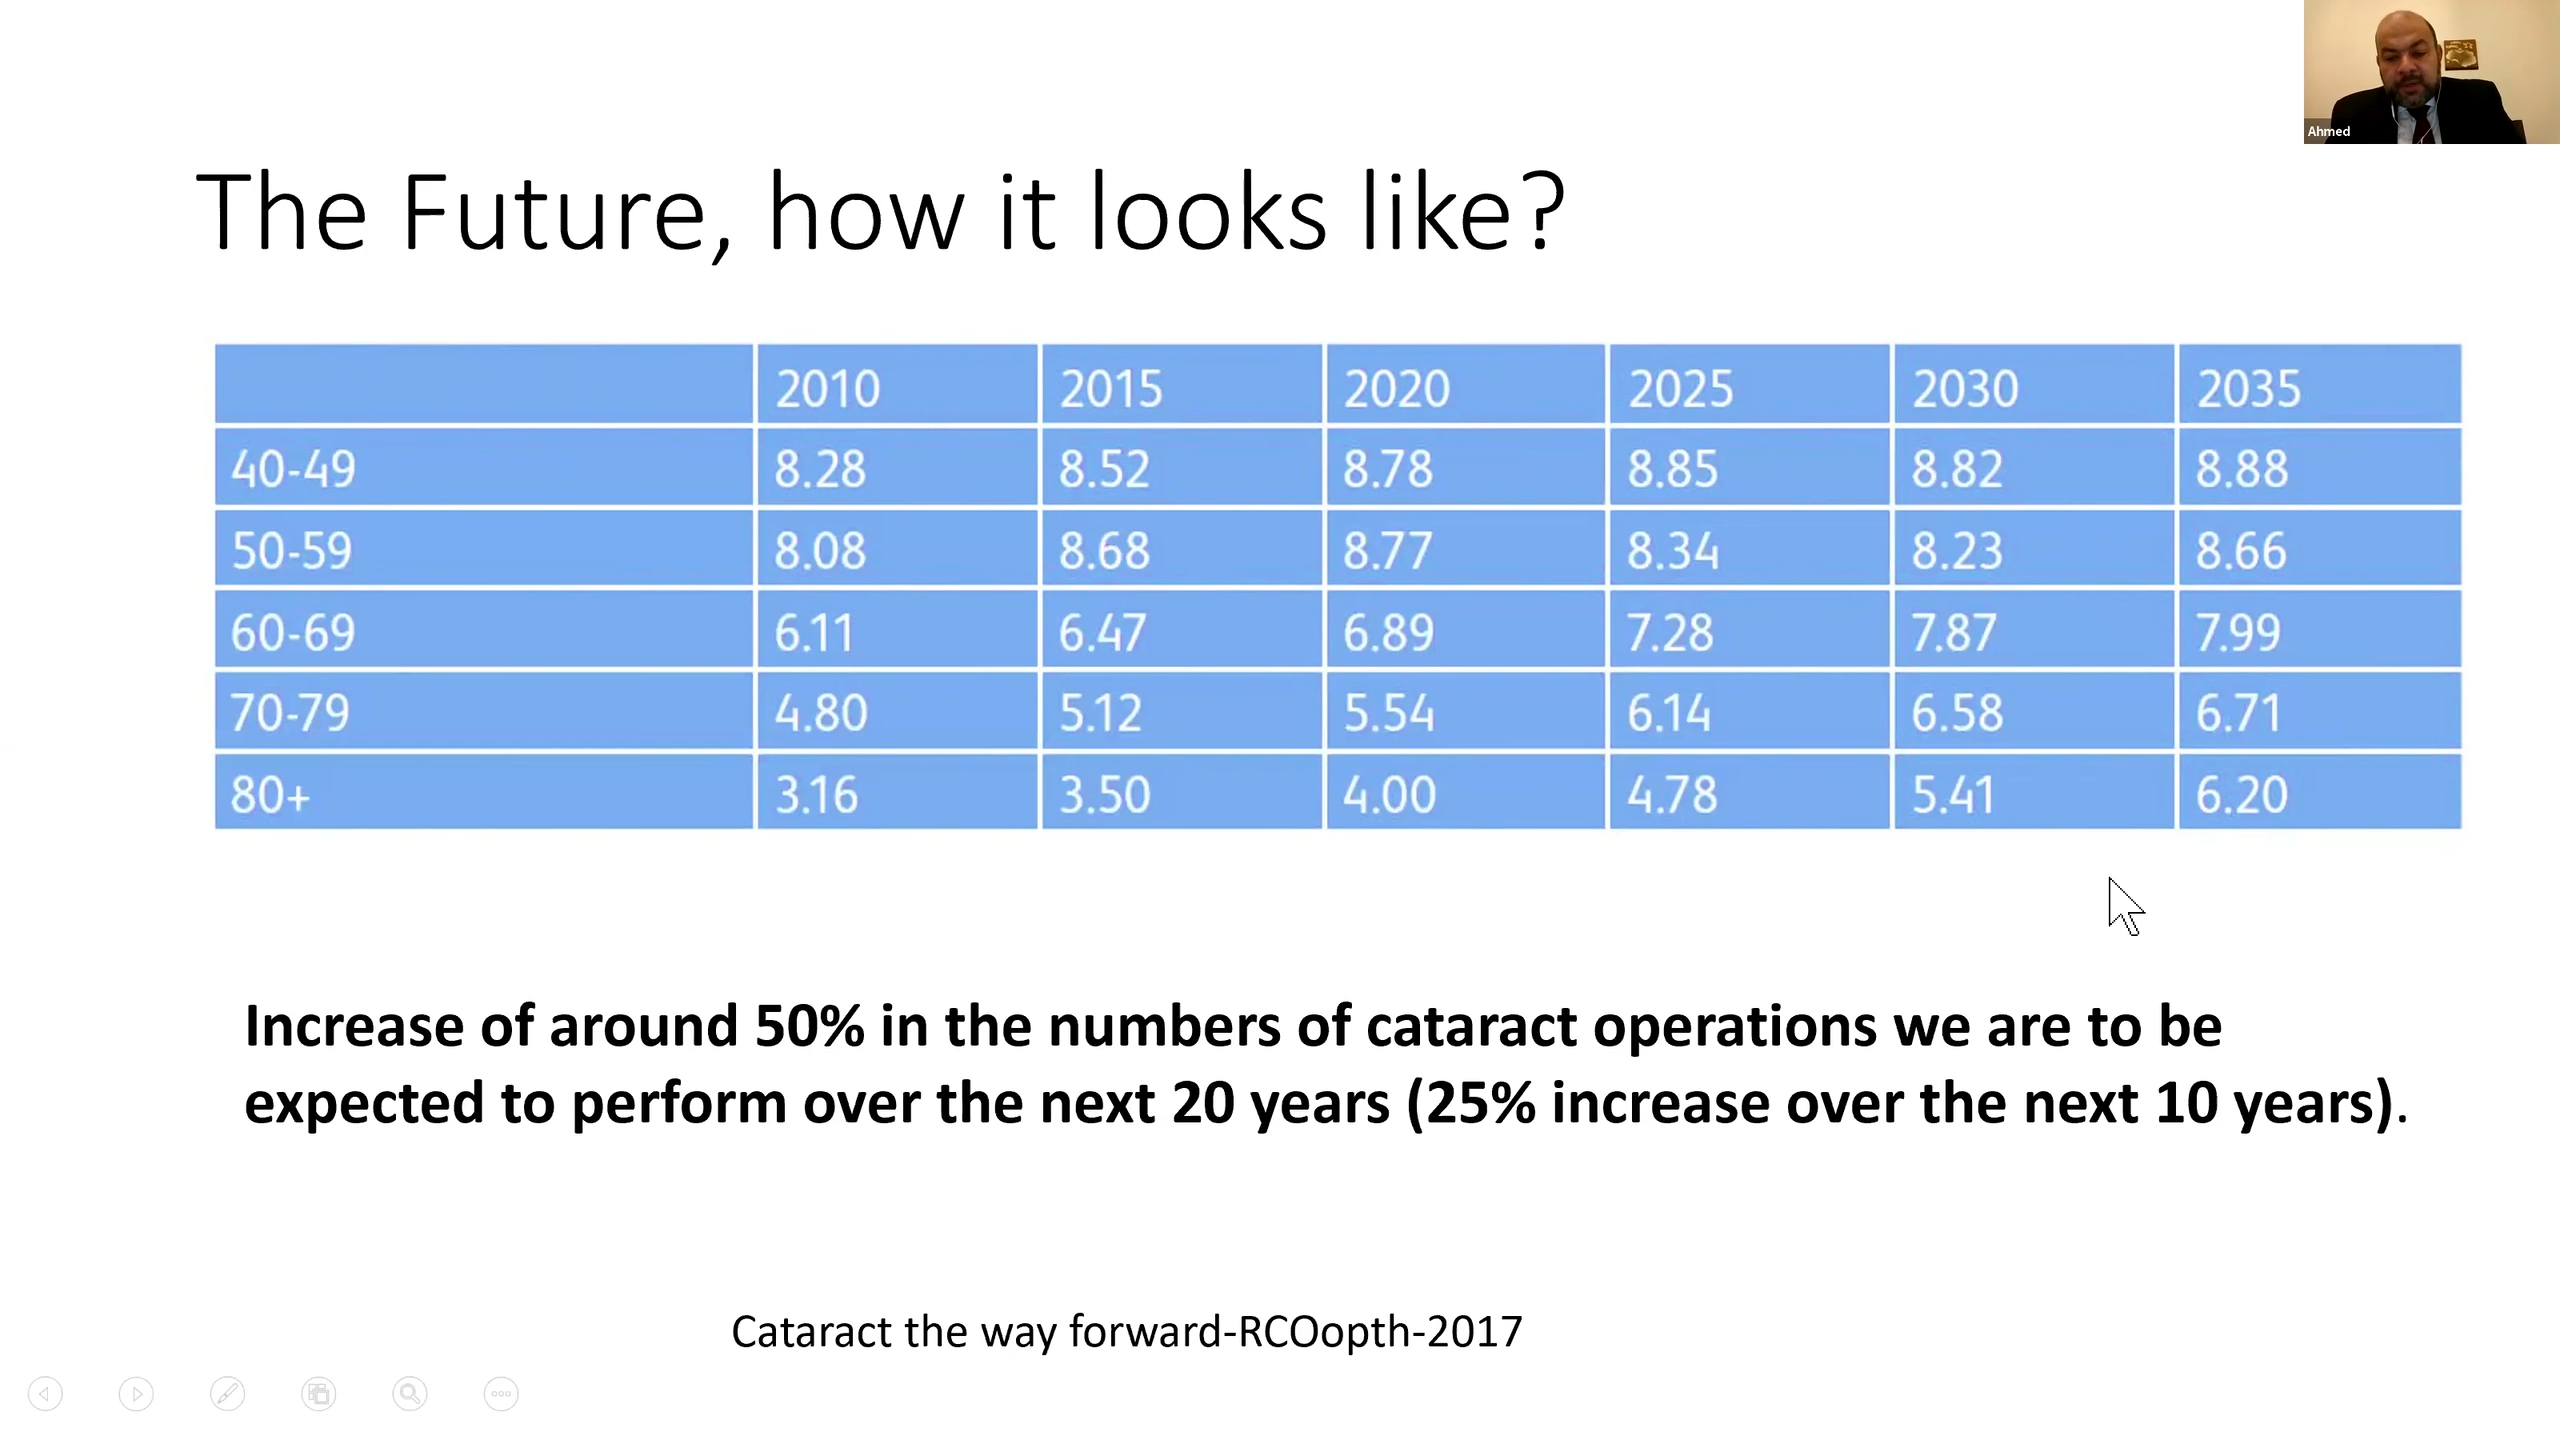 Ahmed
The Future, how it looks like?
2010 2015 2020 2025 2030 2035
40-49 8.28 8.52 8.78 8.85 8.82 8.88
50-59 8.08 8.68 8.77 8.34 8.23 8.66
60-69 6.11 6.47 6.89 7.28 7.87 7.99
70-79 4.80 5.12 5.54 6.14 6.58 6.71
80+ 3.16 3.50 4.00 4.78 5.41 6.20
Increase of around 50% in the numbers of cataract operations we are to be
expected to perform over the next 20 years (25% increase over the next 10 years).
Cataract the way forward-RCOopth-2017